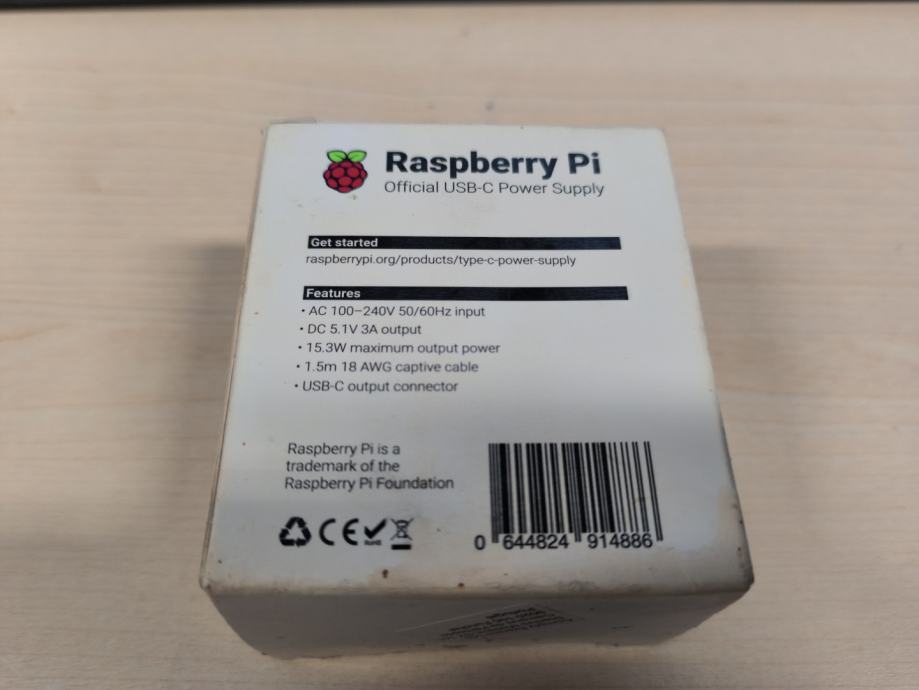 Raspberry Pi
Official USB-C Power Supply
Get started
raspberrypi.org/products/type-c-power-supply
Features
• AC 100–240V 50/60Hz input
• DC 5.1V 3A output
• 15.3W maximum output power
• 1.5m 18 AWG captive cable
• USB-C output connector
Raspberry Pi is a
trademark of the
Raspberry Pi Foundation
CE
0 644824 914886